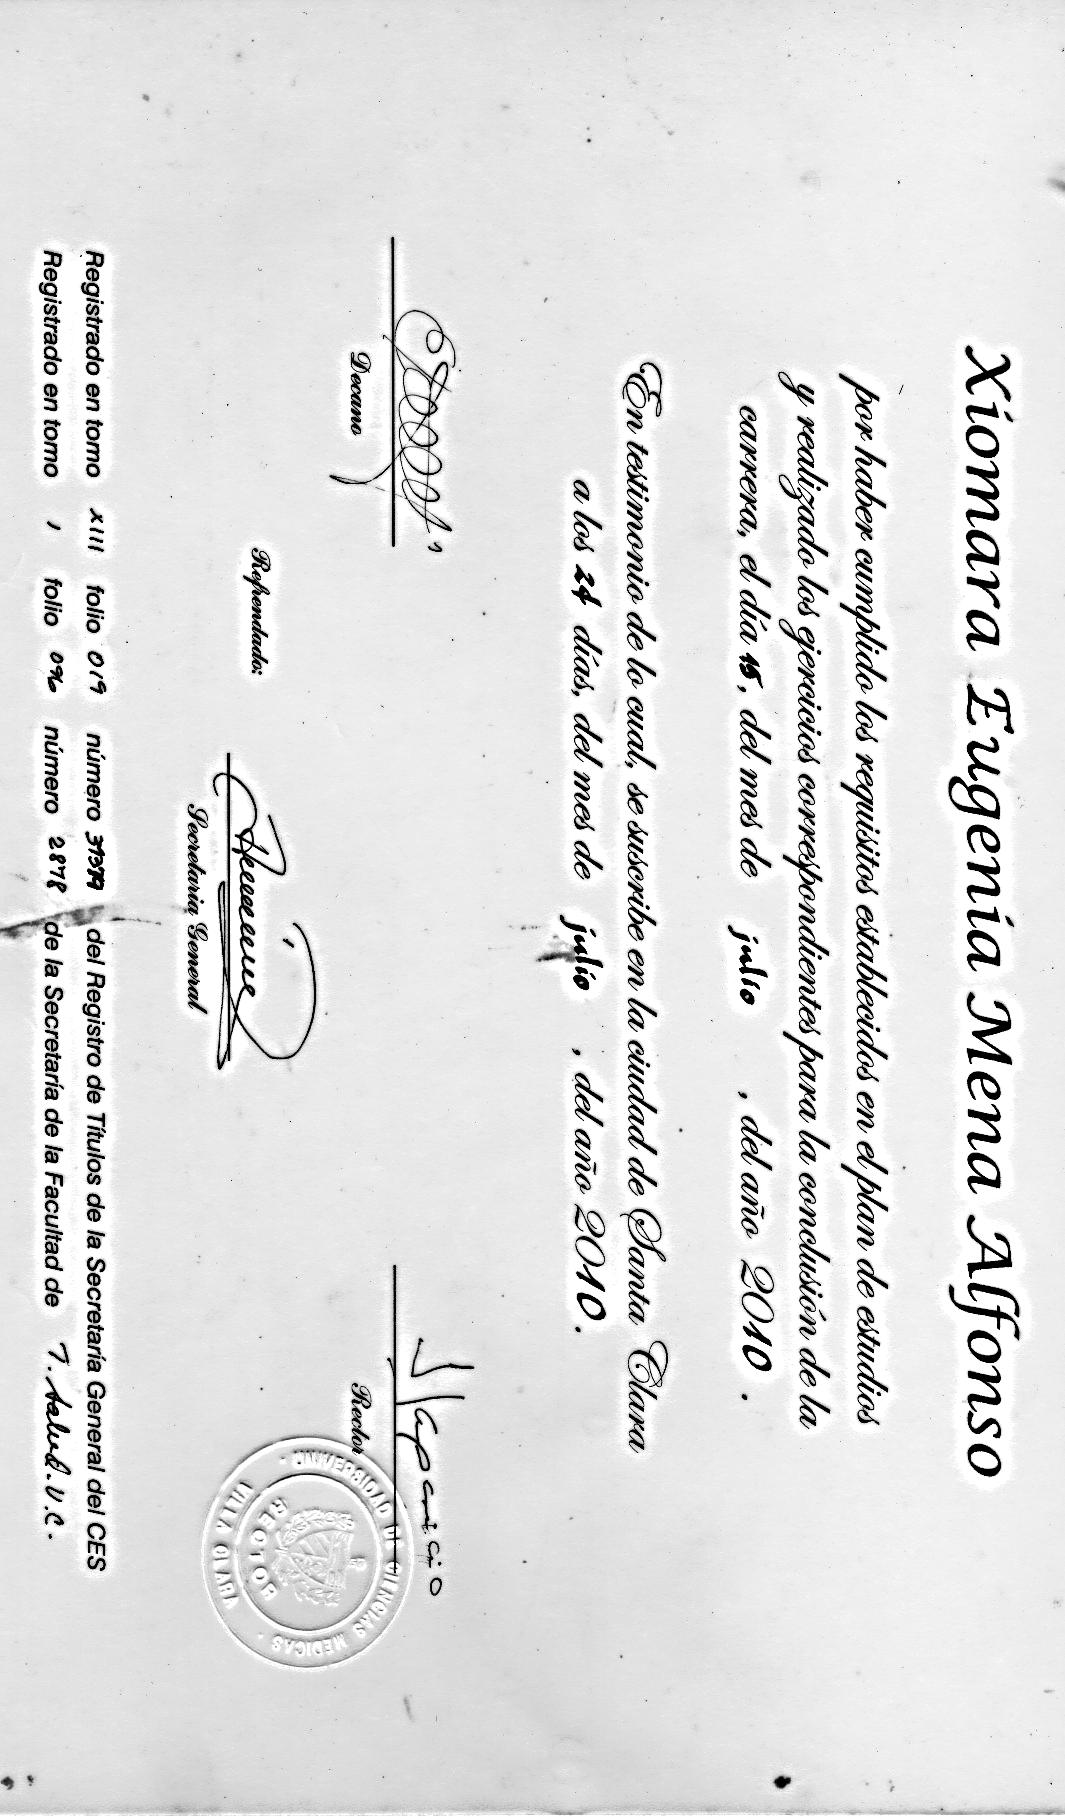 Xiomara Eugenia Mena Alfonso
por haber cumplido los requisitos establecidos en el plan de estudios
y realizado los ejercicios correspondientes para la conclusión de la
carrera, el día 15, del mes de julio, del año 2010.
En testimonio de lo cual, se suscribe en la ciudad de Santa Clara
a los 24 días, del mes de julio, del año 2010.
Decano
Rector
Refrendado:
Secretaria General
UNIVERSIDAD DE CIENCIAS MEDICAS
RECTOR
VILLA CLARA
Registrado en tomo XIII folio 019 número del Registro de Títulos de la Secretaría General del CES
Registrado en tomo 1 folio 096 número 2878 de la Secretaría de la Facultad de T. Salud. V.C.